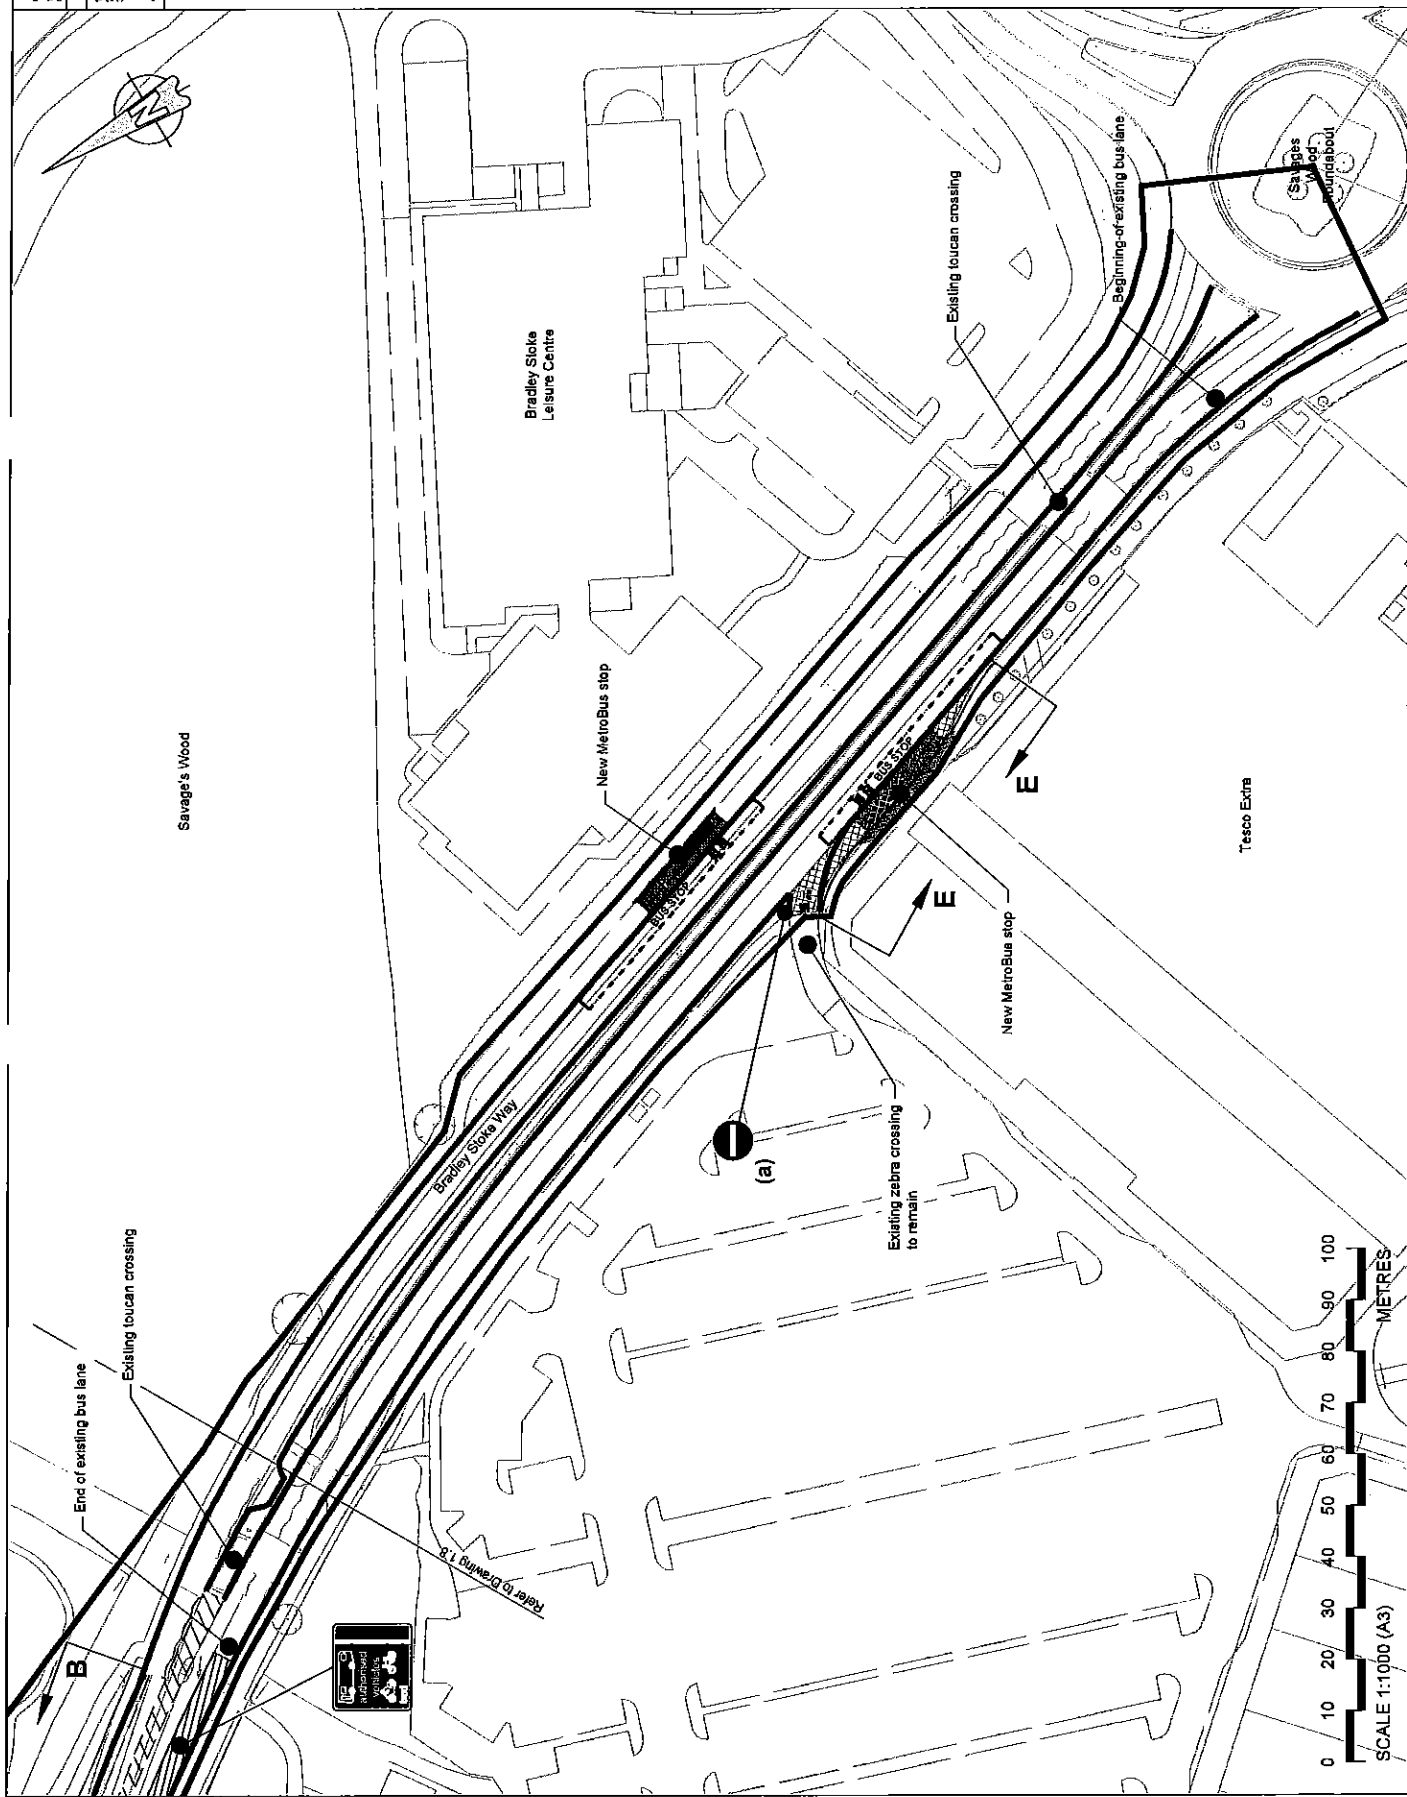 Savage's Wood
Bradley Stoke
Leisure Centre
Existing toucan crossing
Beginning of existing bus lane
Savages
Wood
Roundabout
New MetroBus stop
BUS STOP
BUS STOP
E
E
Tesco Extra
New MetroBus stop
Bradley Stoke Way
(a)
Existing zebra crossing
to remain
Existing toucan crossing
End of existing bus lane
Refer to Drawing 1.8
B
authorised
vehicles
N
0 10 20 30 40 50 60 70 80 90 100
SCALE 1:1000 (A3)
METRES